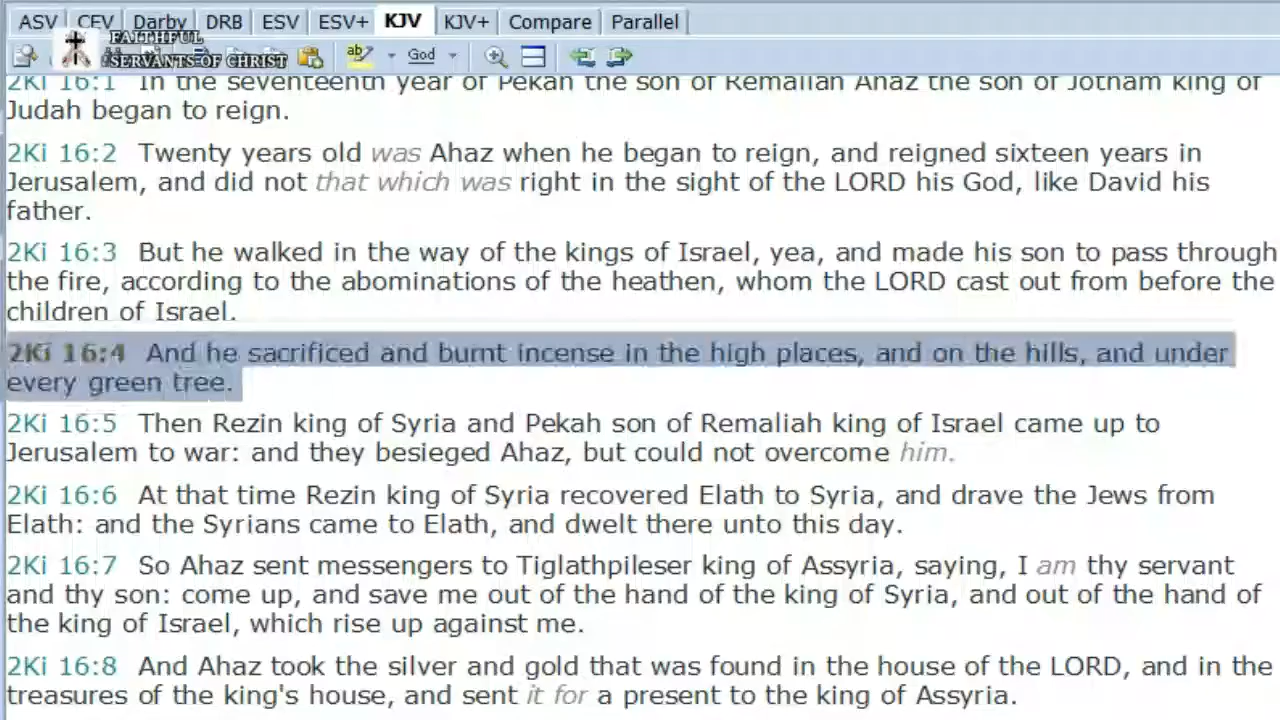 ASV CEV Darby DRB ESV ESV+ KJV KJV+ Compare Parallel
FAITHFUL
SERVANTS OF CHRIST
ab God
2Ki 16:1 In the seventeenth year of Pekah the son of Remaliah Ahaz the son of Jotham king of
Judah began to reign.
2Ki 16:2 Twenty years old was Ahaz when he began to reign, and reigned sixteen years in
Jerusalem, and did not that which was right in the sight of the LORD his God, like David his
father.
2Ki 16:3 But he walked in the way of the kings of Israel, yea, and made his son to pass through
the fire, according to the abominations of the heathen, whom the LORD cast out from before the
children of Israel.
2Ki 16:4 And he sacrificed and burnt incense in the high places, and on the hills, and under
every green tree.
2Ki 16:5 Then Rezin king of Syria and Pekah son of Remaliah king of Israel came up to
Jerusalem to war: and they besieged Ahaz, but could not overcome him.
2Ki 16:6 At that time Rezin king of Syria recovered Elath to Syria, and drave the Jews from
Elath: and the Syrians came to Elath, and dwelt there unto this day.
2Ki 16:7 So Ahaz sent messengers to Tiglathpileser king of Assyria, saying, I am thy servant
and thy son: come up, and save me out of the hand of the king of Syria, and out of the hand of
the king of Israel, which rise up against me.
2Ki 16:8 And Ahaz took the silver and gold that was found in the house of the LORD, and in the
treasures of the king's house, and sent it for a present to the king of Assyria.